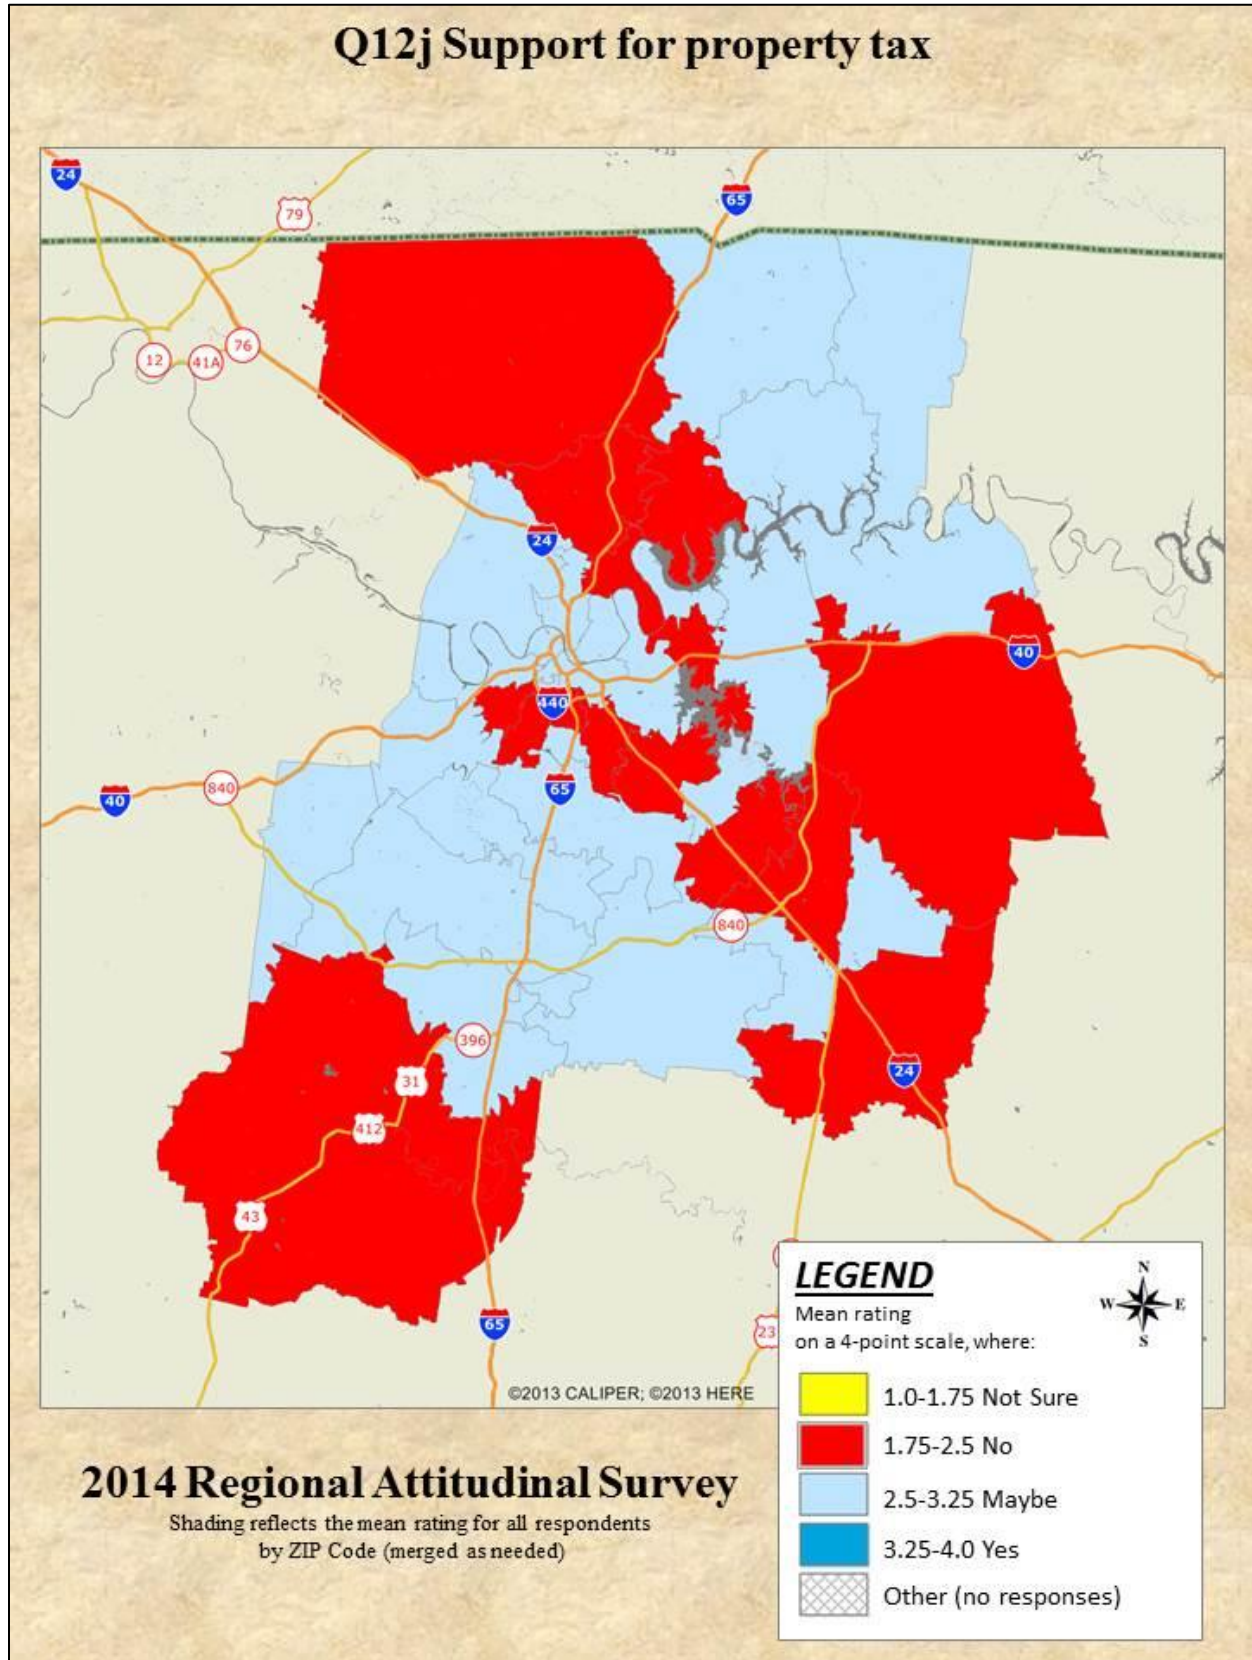 Q12j Support for property tax
24
79
65
12
41A
76
24
40
440
840
65
40
840
396
31
24
412
43
65
23
©2013 CALIPER; ©2013 HERE
LEGEND
Mean rating
on a 4-point scale, where:
N
W
E
S
1.0-1.75 Not Sure
1.75-2.5 No
2.5-3.25 Maybe
3.25-4.0 Yes
Other (no responses)
2014 Regional Attitudinal Survey
Shading reflects the mean rating for all respondents
by ZIP Code (merged as needed)